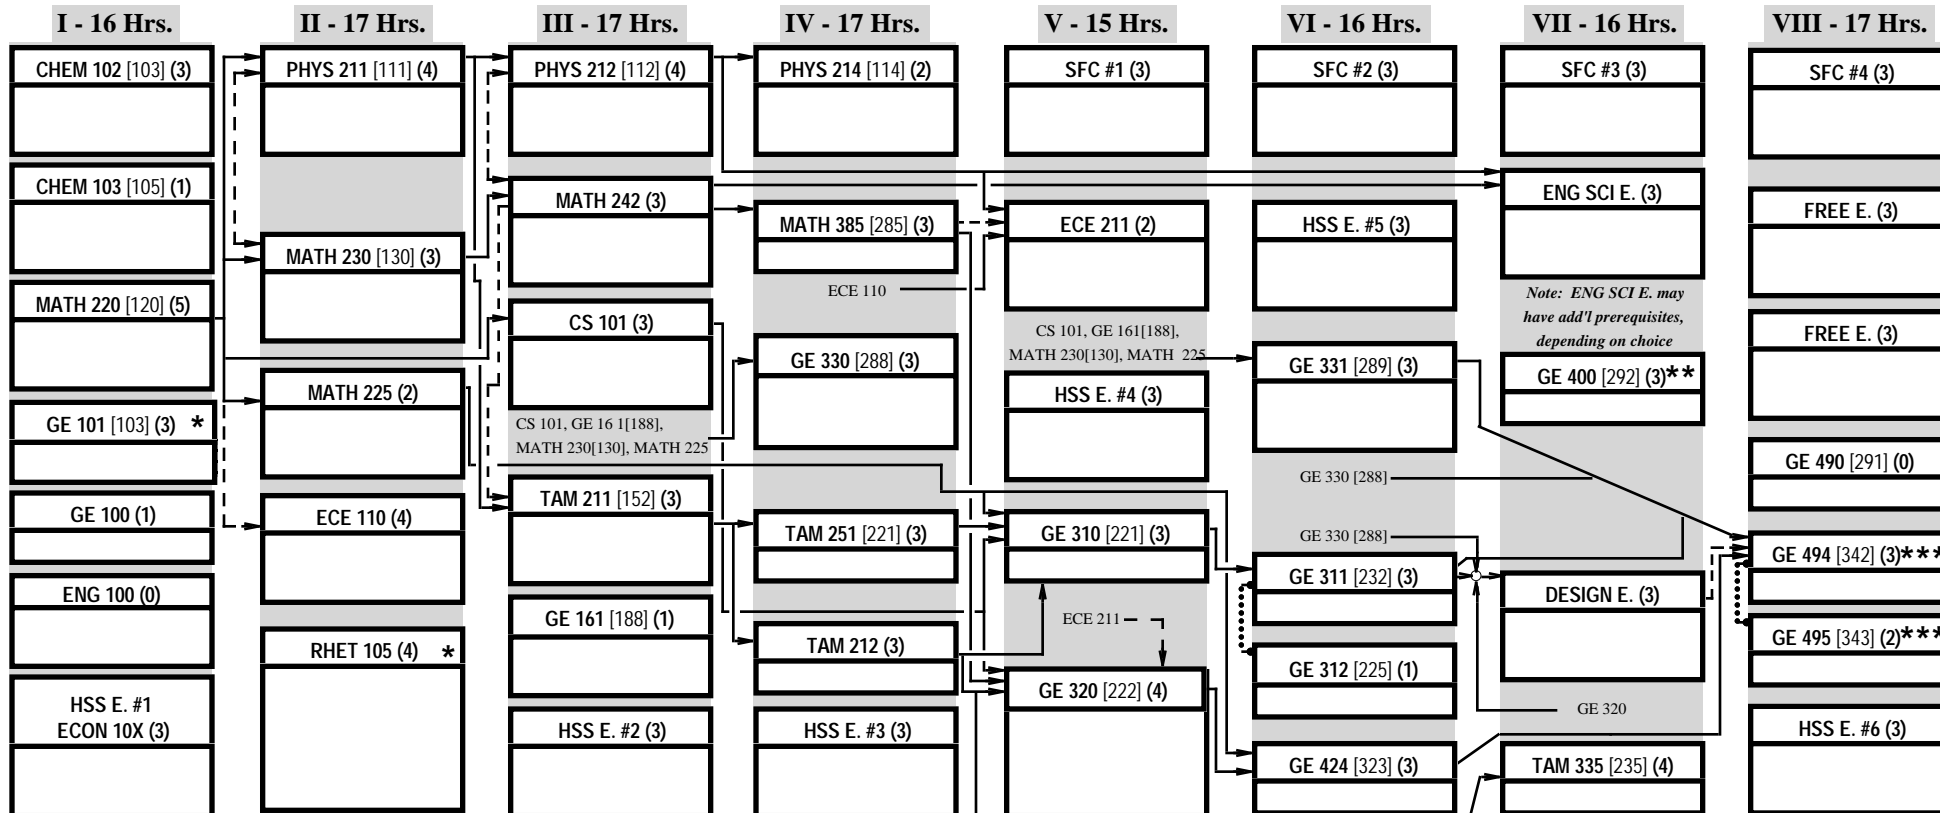 I - 16 Hrs.
II - 17 Hrs.
III - 17 Hrs.
IV - 17 Hrs.
V - 15 Hrs.
VI - 16 Hrs.
VII - 16 Hrs.
VIII - 17 Hrs.
CHEM 102 [103] (3)
CHEM 103 [105] (1)
MATH 220 [120] (5)
GE 101 [103] (3) *
GE 100 (1)
ENG 100 (0)
HSS E. #1
ECON 10X (3)
PHYS 211 [111] (4)
MATH 230 [130] (3)
MATH 225 (2)
ECE 110 (4)
RHET 105 (4) *
PHYS 212 [112] (4)
MATH 242 (3)
CS 101 (3)
CS 101, GE 16 1[188],
MATH 230[130], MATH 225
TAM 211 [152] (3)
GE 161 [188] (1)
HSS E. #2 (3)
PHYS 214 [114] (2)
MATH 385 [285] (3)
ECE 110
GE 330 [288] (3)
TAM 251 [221] (3)
TAM 212 (3)
HSS E. #3 (3)
SFC #1 (3)
ECE 211 (2)
CS 101, GE 161[188],
MATH 230[130], MATH 225
HSS E. #4 (3)
GE 310 [221] (3)
ECE 211
GE 320 [222] (4)
SFC #2 (3)
HSS E. #5 (3)
GE 331 [289] (3)
GE 330 [288]
GE 330 [288]
GE 311 [232] (3)
GE 312 [225] (1)
GE 424 [323] (3)
SFC #3 (3)
ENG SCI E. (3)
Note: ENG SCI E. may
have add'l prerequisites,
depending on choice
GE 400 [292] (3)**
DESIGN E. (3)
GE 320
TAM 335 [235] (4)
SFC #4 (3)
FREE E. (3)
FREE E. (3)
GE 490 [291] (0)
GE 494 [342] (3)***
GE 495 [343] (2)***
HSS E. #6 (3)